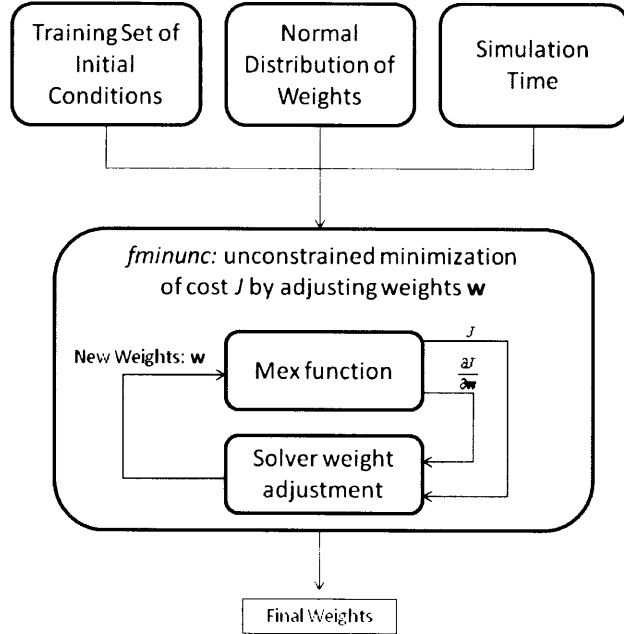 Training Set of
Initial
Conditions
Normal
Distribution of
Weights
Simulation
Time
fminunc: unconstrained minimization
of cost J by adjusting weights w
New Weights: w
Mex function
J
∂J
∂w
Solver weight
adjustment
Final Weights